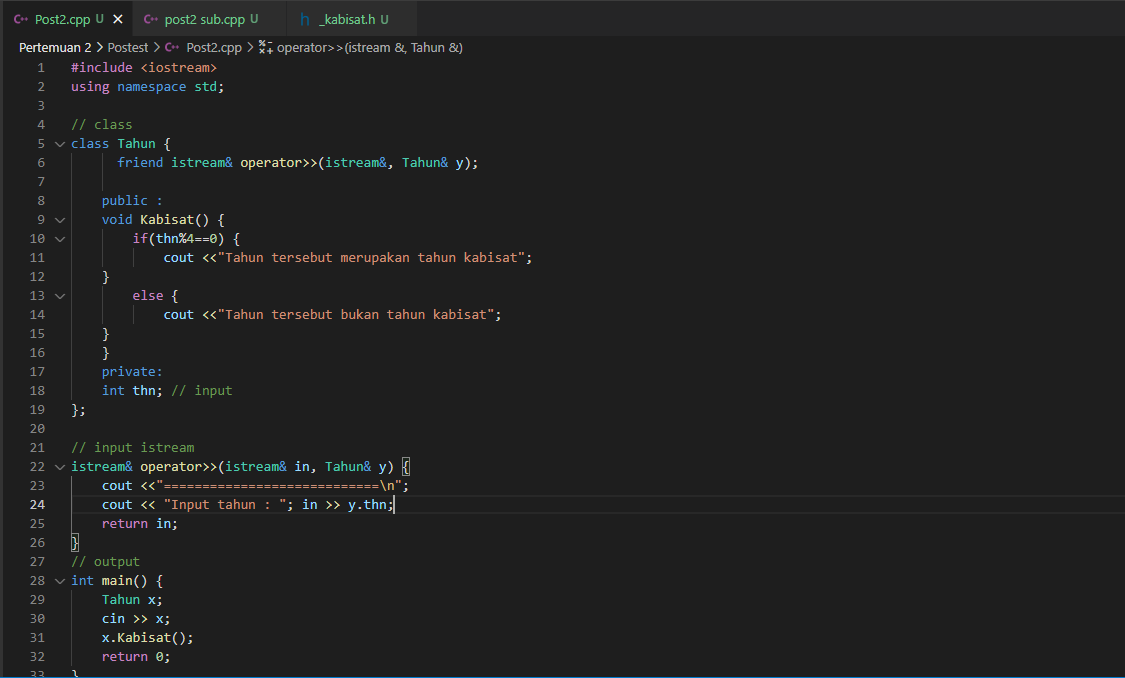 C++ Post2.cpp U × C++ post2 sub.cpp U h _kabisat.h U
Pertemuan 2 > Postest > C++ Post2.cpp > operator>>(istream &, Tahun &)
1 #include <iostream>
2 using namespace std;
3
4 // class
5 class Tahun {
6 friend istream& operator>>(istream&, Tahun& y);
7
8 public :
9 void Kabisat() {
10 if(thn%4==0) {
11 cout <<"Tahun tersebut merupakan tahun kabisat";
12 }
13 else {
14 cout <<"Tahun tersebut bukan tahun kabisat";
15 }
16 }
17 private:
18 int thn; // input
19 };
20
21 // input istream
22 istream& operator>>(istream& in, Tahun& y) {
23 cout <<"============================\n";
24 cout << "Input tahun : "; in >> y.thn;
25 return in;
26 }
27 // output
28 int main() {
29 Tahun x;
30 cin >> x;
31 x.Kabisat();
32 return 0;
33 }